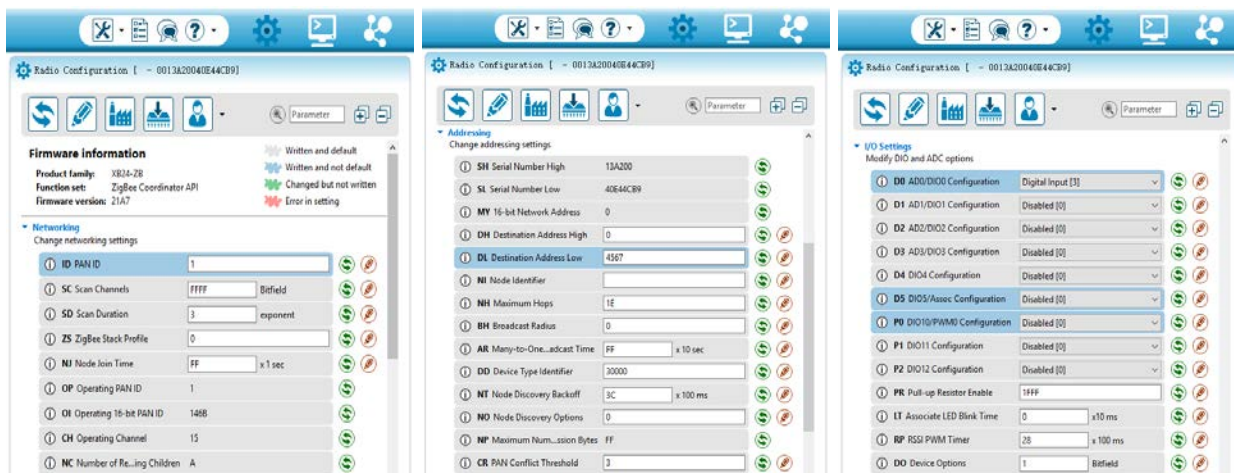 Radio Configuration [ - 0013A20040E44CB9]
Parameter
Firmware information
Product family: XB24-ZB
Function set: ZigBee Coordinator API
Firmware version: 21A7
Written and default
Written and not default
Changed but not written
Error in setting
Networking
Change networking settings
ID PAN ID 1
SC Scan Channels FFFF Bitfield
SD Scan Duration 3 exponent
ZS ZigBee Stack Profile 0
NJ Node Join Time FF x 1 sec
OP Operating PAN ID 1
OI Operating 16-bit PAN ID 146B
CH Operating Channel 15
NC Number of Re...ing Children A
Radio Configuration [ - 0013A20040E44CB9]
Parameter
Addressing
Change addressing settings
SH Serial Number High 13A200
SL Serial Number Low 40E44CB9
MY 16-bit Network Address 0
DH Destination Address High 0
DL Destination Address Low 4567
NI Node Identifier
NH Maximum Hops 1E
BH Broadcast Radius 0
AR Many-to-One...adcast Time FF x 10 sec
DD Device Type Identifier 30000
NT Node Discovery Backoff 3C x 100 ms
NO Node Discovery Options 0
NP Maximum Num...ssion Bytes FF
CR PAN Conflict Threshold 3
Radio Configuration [ - 0013A20040E44CB9]
Parameter
I/O Settings
Modify DIO and ADC options
D0 AD0/DIO0 Configuration Digital Input [3]
D1 AD1/DIO1 Configuration Disabled [0]
D2 AD2/DIO2 Configuration Disabled [0]
D3 AD3/DIO3 Configuration Disabled [0]
D4 DIO4 Configuration Disabled [0]
D5 DIO5/Assoc Configuration Disabled [0]
P0 DIO10/PWM0 Configuration Disabled [0]
P1 DIO11 Configuration Disabled [0]
P2 DIO12 Configuration Disabled [0]
PR Pull-up Resistor Enable 1FFF
LT Associate LED Blink Time 0 x10 ms
RP RSSI PWM Timer 28 x 100 ms
DO Device Options 1 Bitfield